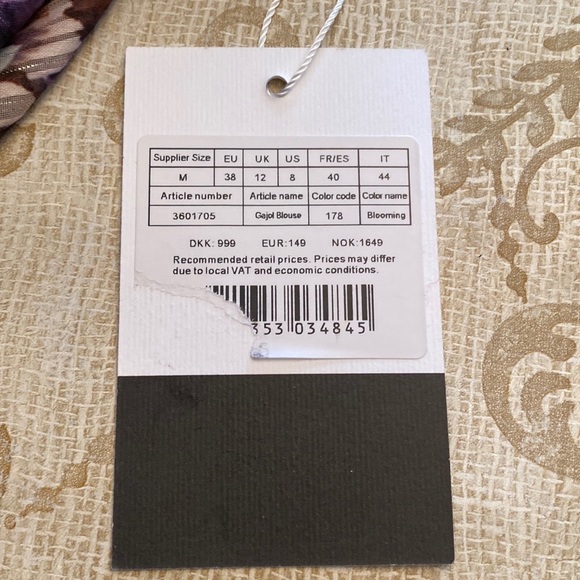 Supplier Size EU UK US FR/ES IT
M 38 12 8 40 44
Article number Article name Color code Color name
3601705 Gajol Blouse 178 Blooming
DKK: 999 EUR:149 NOK:1649
Recommended retail prices. Prices may differ
due to local VAT and economic conditions.
353 034845